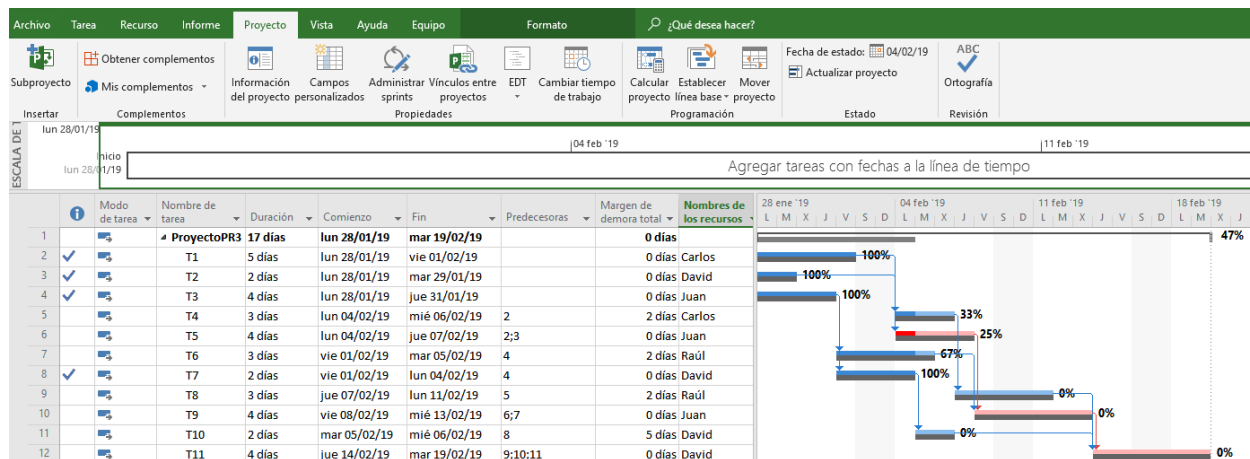 Archivo Tarea Recurso Informe Proyecto Vista Ayuda Equipo Formato ¿Qué desea hacer?
Subproyecto
Obtener complementos
Mis complementos
Información del proyecto
Campos personalizados
Administrar sprints
Vínculos entre proyectos
EDT
Cambiar tiempo de trabajo
Calcular proyecto
Establecer línea base
Mover proyecto
Fecha de estado: 04/02/19
Actualizar proyecto
ABC
Ortografía
Insertar Complementos Propiedades Programación Estado Revisión
ESCALA DE T
lun 28/01/19
04 feb '19 11 feb '19
Inicio
lun 28/01/19
Agregar tareas con fechas a la línea de tiempo
Modo de tarea Nombre de tarea Duración Comienzo Fin Predecesoras Margen de demora total Nombres de los recursos
28 ene '19 04 feb '19 11 feb '19 18 feb '19
L M X J V S D L M X J V S D L M X J V S D L M X J
1 ProyectoPR3 17 días lun 28/01/19 mar 19/02/19 0 días 47%
2 T1 5 días lun 28/01/19 vie 01/02/19 0 días Carlos 100%
3 T2 2 días lun 28/01/19 mar 29/01/19 0 días David 100%
4 T3 4 días lun 28/01/19 jue 31/01/19 0 días Juan 100%
5 T4 3 días lun 04/02/19 mié 06/02/19 2 2 días Carlos 33%
6 T5 4 días lun 04/02/19 jue 07/02/19 2;3 0 días Juan 25%
7 T6 3 días vie 01/02/19 mar 05/02/19 4 2 días Raúl 67%
8 T7 2 días vie 01/02/19 lun 04/02/19 4 0 días David 100%
9 T8 3 días jue 07/02/19 lun 11/02/19 5 2 días Raúl 0%
10 T9 4 días vie 08/02/19 mié 13/02/19 6;7 0 días Juan 0%
11 T10 2 días mar 05/02/19 mié 06/02/19 8 5 días David 0%
12 T11 4 días jue 14/02/19 mar 19/02/19 9;10;11 0 días David 0%